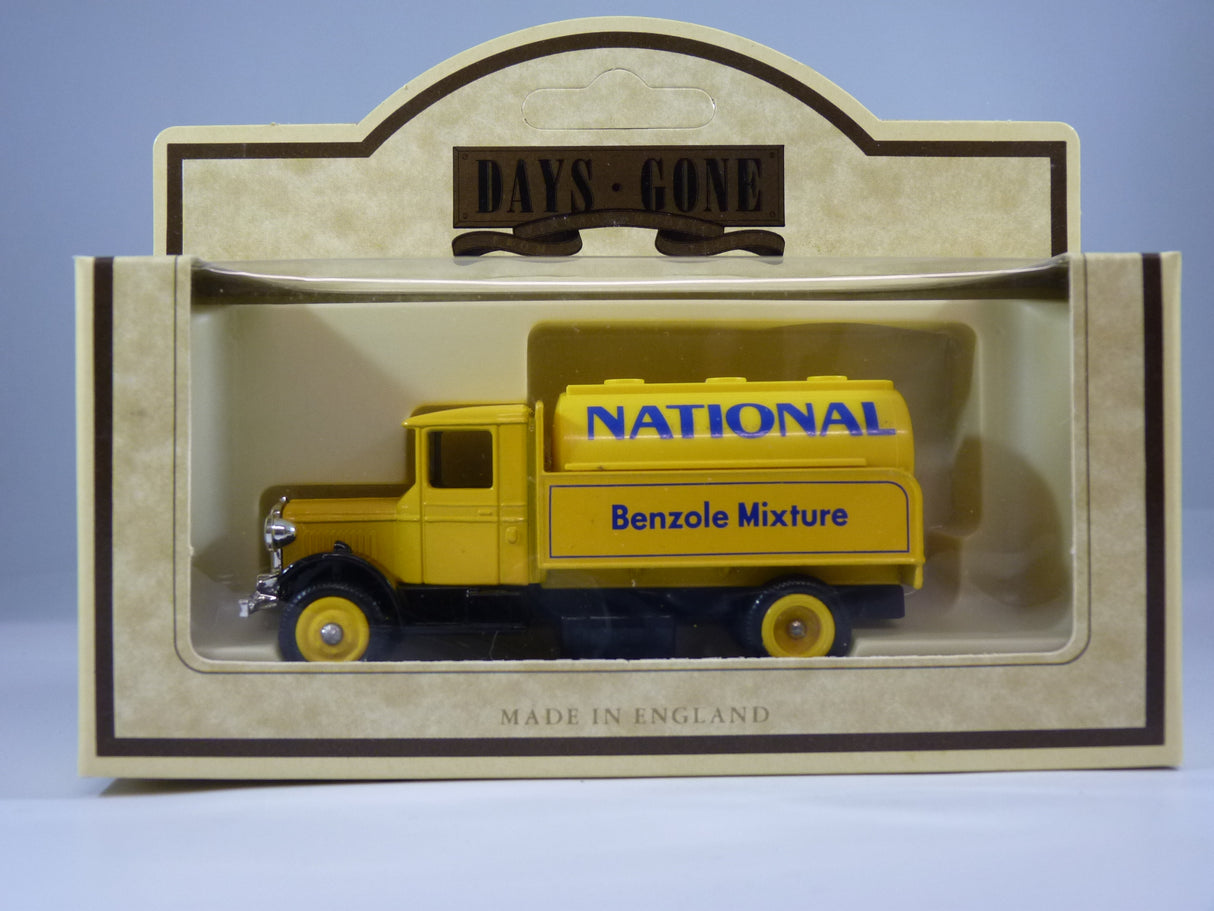 DAYS · GONE
NATIONAL
Benzole Mixture
MADE IN ENGLAND